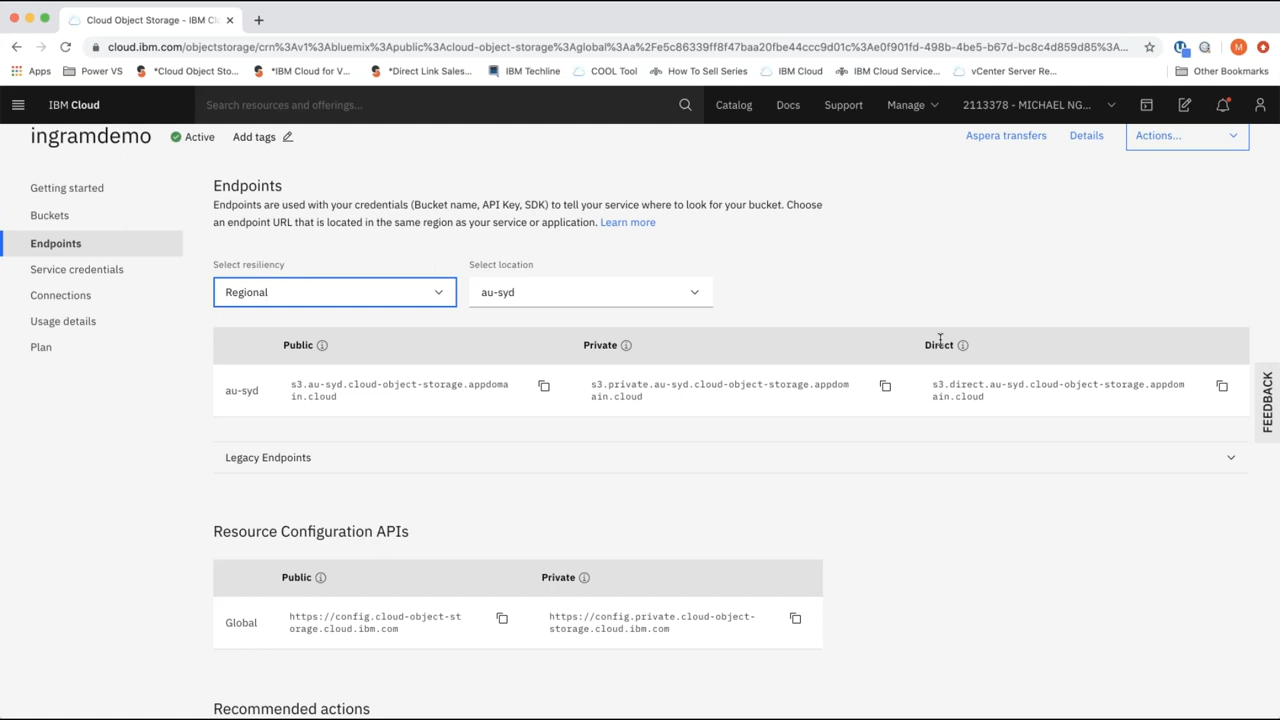 Cloud Object Storage - IBM Cl
cloud.ibm.com/objectstorage/crn%3Av1%3Abluemix%3Apublic%3Acloud-object-storage%3Aglobal%3Aa%2Fe5c86339ff8f47baa20fbe44ccc9d01c%3Ae0f901fd-498b-4be5-b67d-bc8c4d859d85%3A...
Apps Power VS *Cloud Object Sto... *IBM Cloud for V... *Direct Link Sales... IBM Techline COOL Tool How To Sell Series IBM Cloud IBM Cloud Service... vCenter Server Re... Other Bookmarks
IBM Cloud Search resources and offerings... Catalog Docs Support Manage 2113378 - MICHAEL NG...
ingramdemo Active Add tags Aspera transfers Details Actions...
Getting started
Buckets
Endpoints
Service credentials
Connections
Usage details
Plan
Endpoints
Endpoints are used with your credentials (Bucket name, API Key, SDK) to tell your service where to look for your bucket. Choose
an endpoint URL that is located in the same region as your service or application. Learn more
Select resiliency Select location
Regional au-syd
Public Private Direct
au-syd
s3.au-syd.cloud-object-storage.appdoma
in.cloud
s3.private.au-syd.cloud-object-storage.appdom
ain.cloud
s3.direct.au-syd.cloud-object-storage.appdom
ain.cloud
Legacy Endpoints
Resource Configuration APIs
Public Private
Global
https://config.cloud-object-st
orage.cloud.ibm.com
https://config.private.cloud-object-
storage.cloud.ibm.com
Recommended actions
FEEDBACK
M